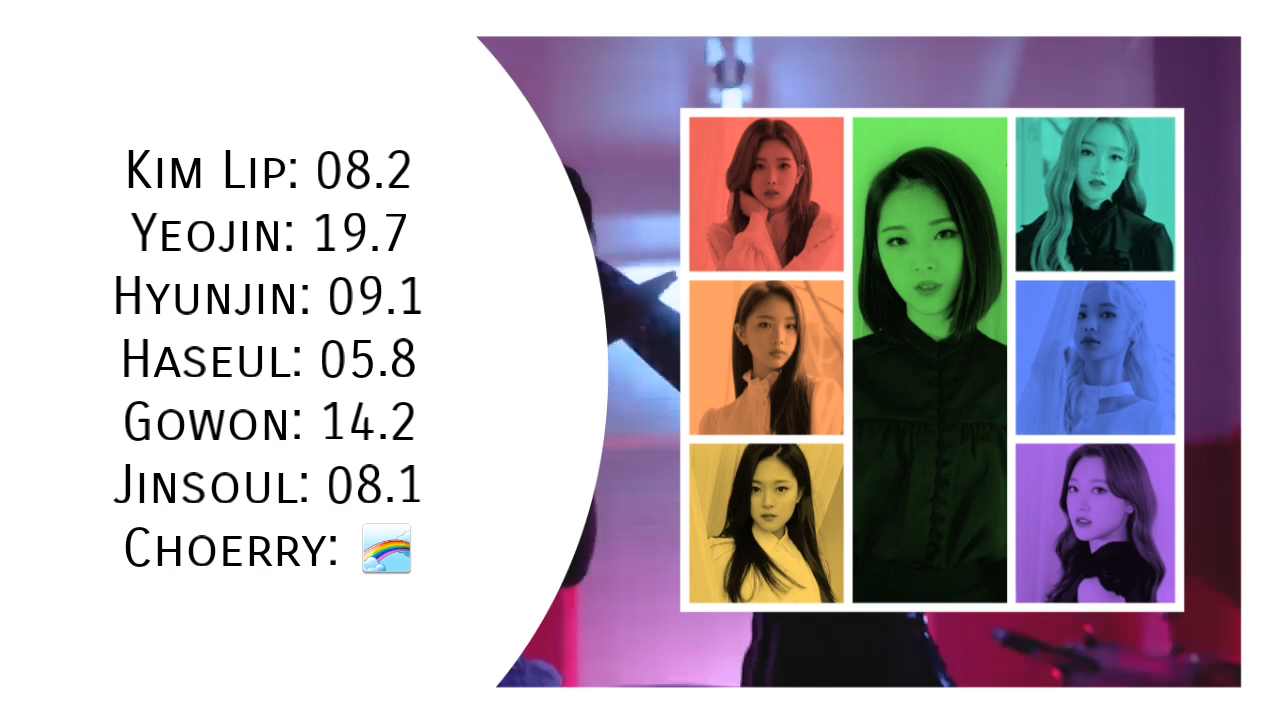 Kim Lip: 08.2
Yeojin: 19.7
Hyunjin: 09.1
Haseul: 05.8
Gowon: 14.2
Jinsoul: 08.1
Choerry: 🌈